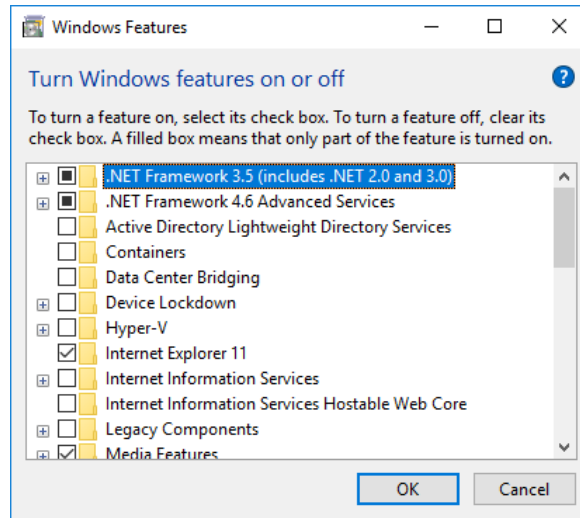 Windows Features
Turn Windows features on or off
To turn a feature on, select its check box. To turn a feature off, clear its
check box. A filled box means that only part of the feature is turned on.
.NET Framework 3.5 (includes .NET 2.0 and 3.0)
.NET Framework 4.6 Advanced Services
Active Directory Lightweight Directory Services
Containers
Data Center Bridging
Device Lockdown
Hyper-V
Internet Explorer 11
Internet Information Services
Internet Information Services Hostable Web Core
Legacy Components
Media Features
OK
Cancel